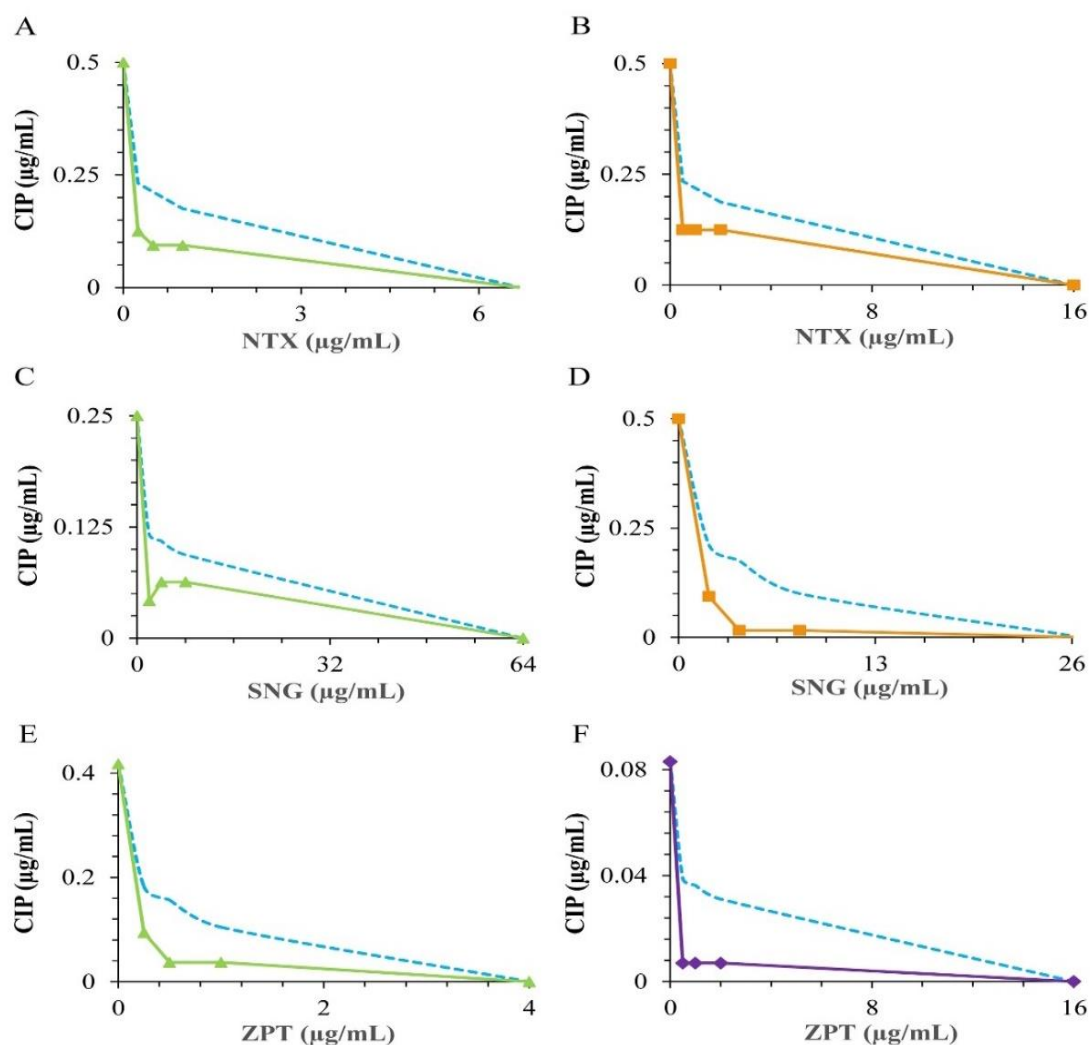 A
CIP (µg/mL)
0.5
0.25
0
0
3
6
NTX (µg/mL)
B
CIP (µg/mL)
0.5
0.25
0
0
8
16
NTX (µg/mL)
C
CIP (µg/mL)
0.25
0.125
0
0
32
64
SNG (µg/mL)
D
CIP (µg/mL)
0.5
0.25
0
0
13
26
SNG (µg/mL)
E
CIP (µg/mL)
0.4
0.2
0
0
2
4
ZPT (µg/mL)
F
CIP (µg/mL)
0.08
0.04
0
0
8
16
ZPT (µg/mL)